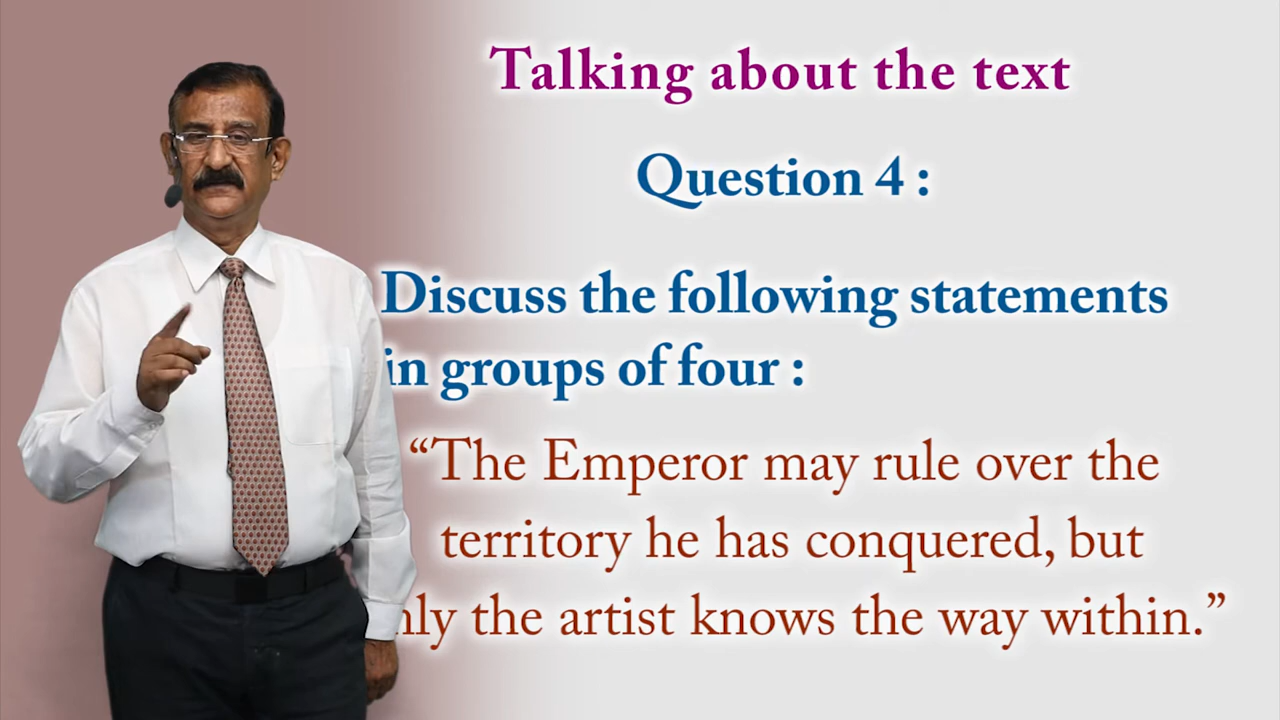 Talking about the text
Question 4 :
Discuss the following statements
in groups of four :
“The Emperor may rule over the
territory he has conquered, but
the artist knows the way within.”